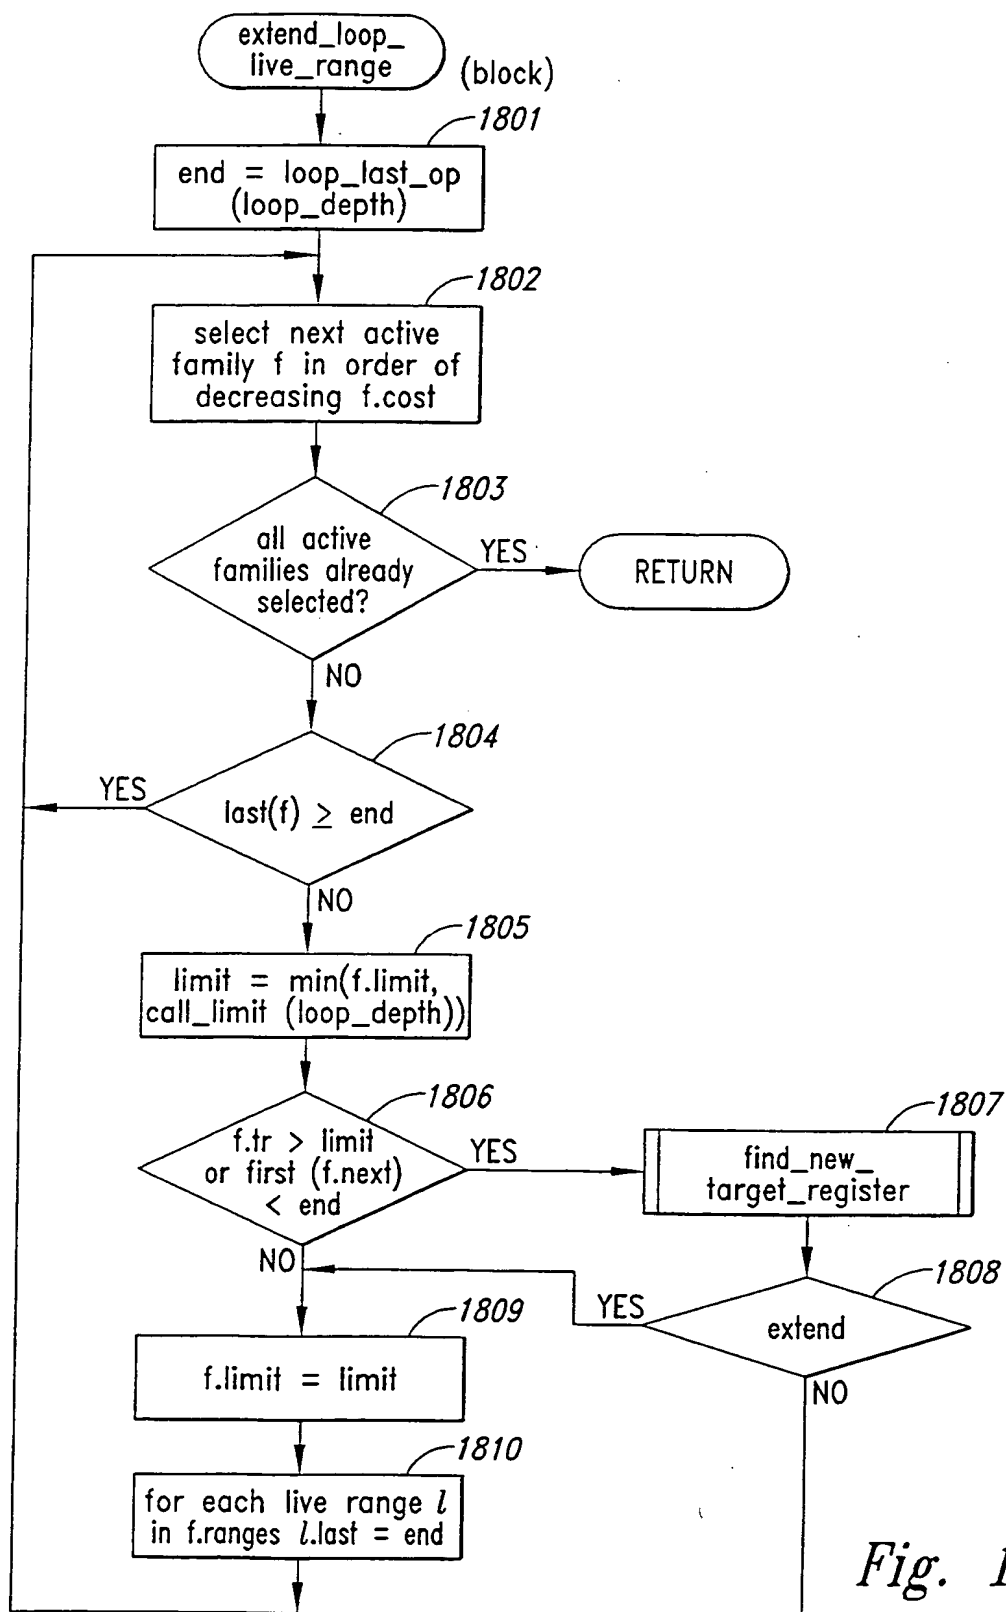 extend_loop_
live_range
(block)
1801
end = loop_last_op
(loop_depth)
1802
select next active
family f in order of
decreasing f.cost
1803
all active
families already
selected?
YES
RETURN
NO
1804
YES
last(f) ≥ end
NO
1805
limit = min(f.limit,
call_limit (loop_depth))
1806
f.tr > limit
or first (f.next)
< end
YES
1807
find_new_
target_register
NO
1808
YES
extend
NO
1809
f.limit = limit
1810
for each live range l
in f.ranges l.last = end
Fig. 1